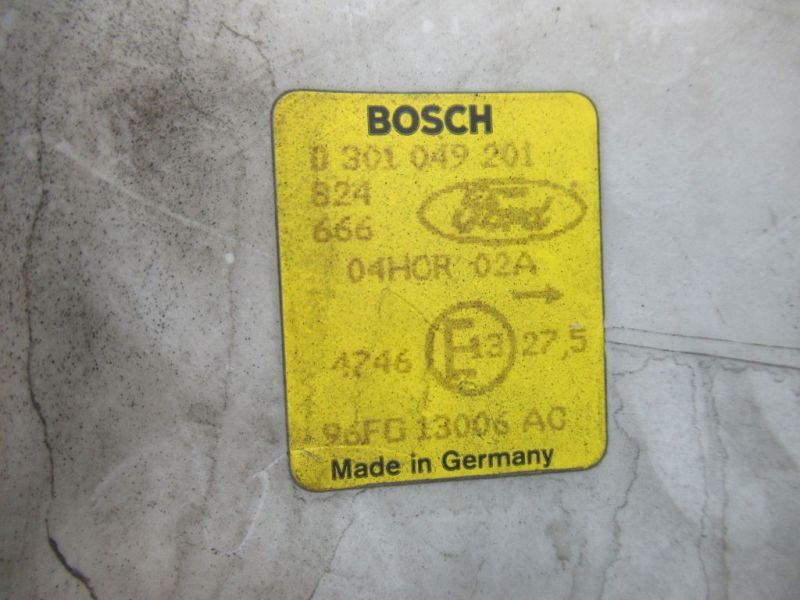 BOSCH
0 301 049 201
824
Ford
666
04HCR 02A
→
4746 E 13 27,5
96FG 13006 AC
Made in Germany